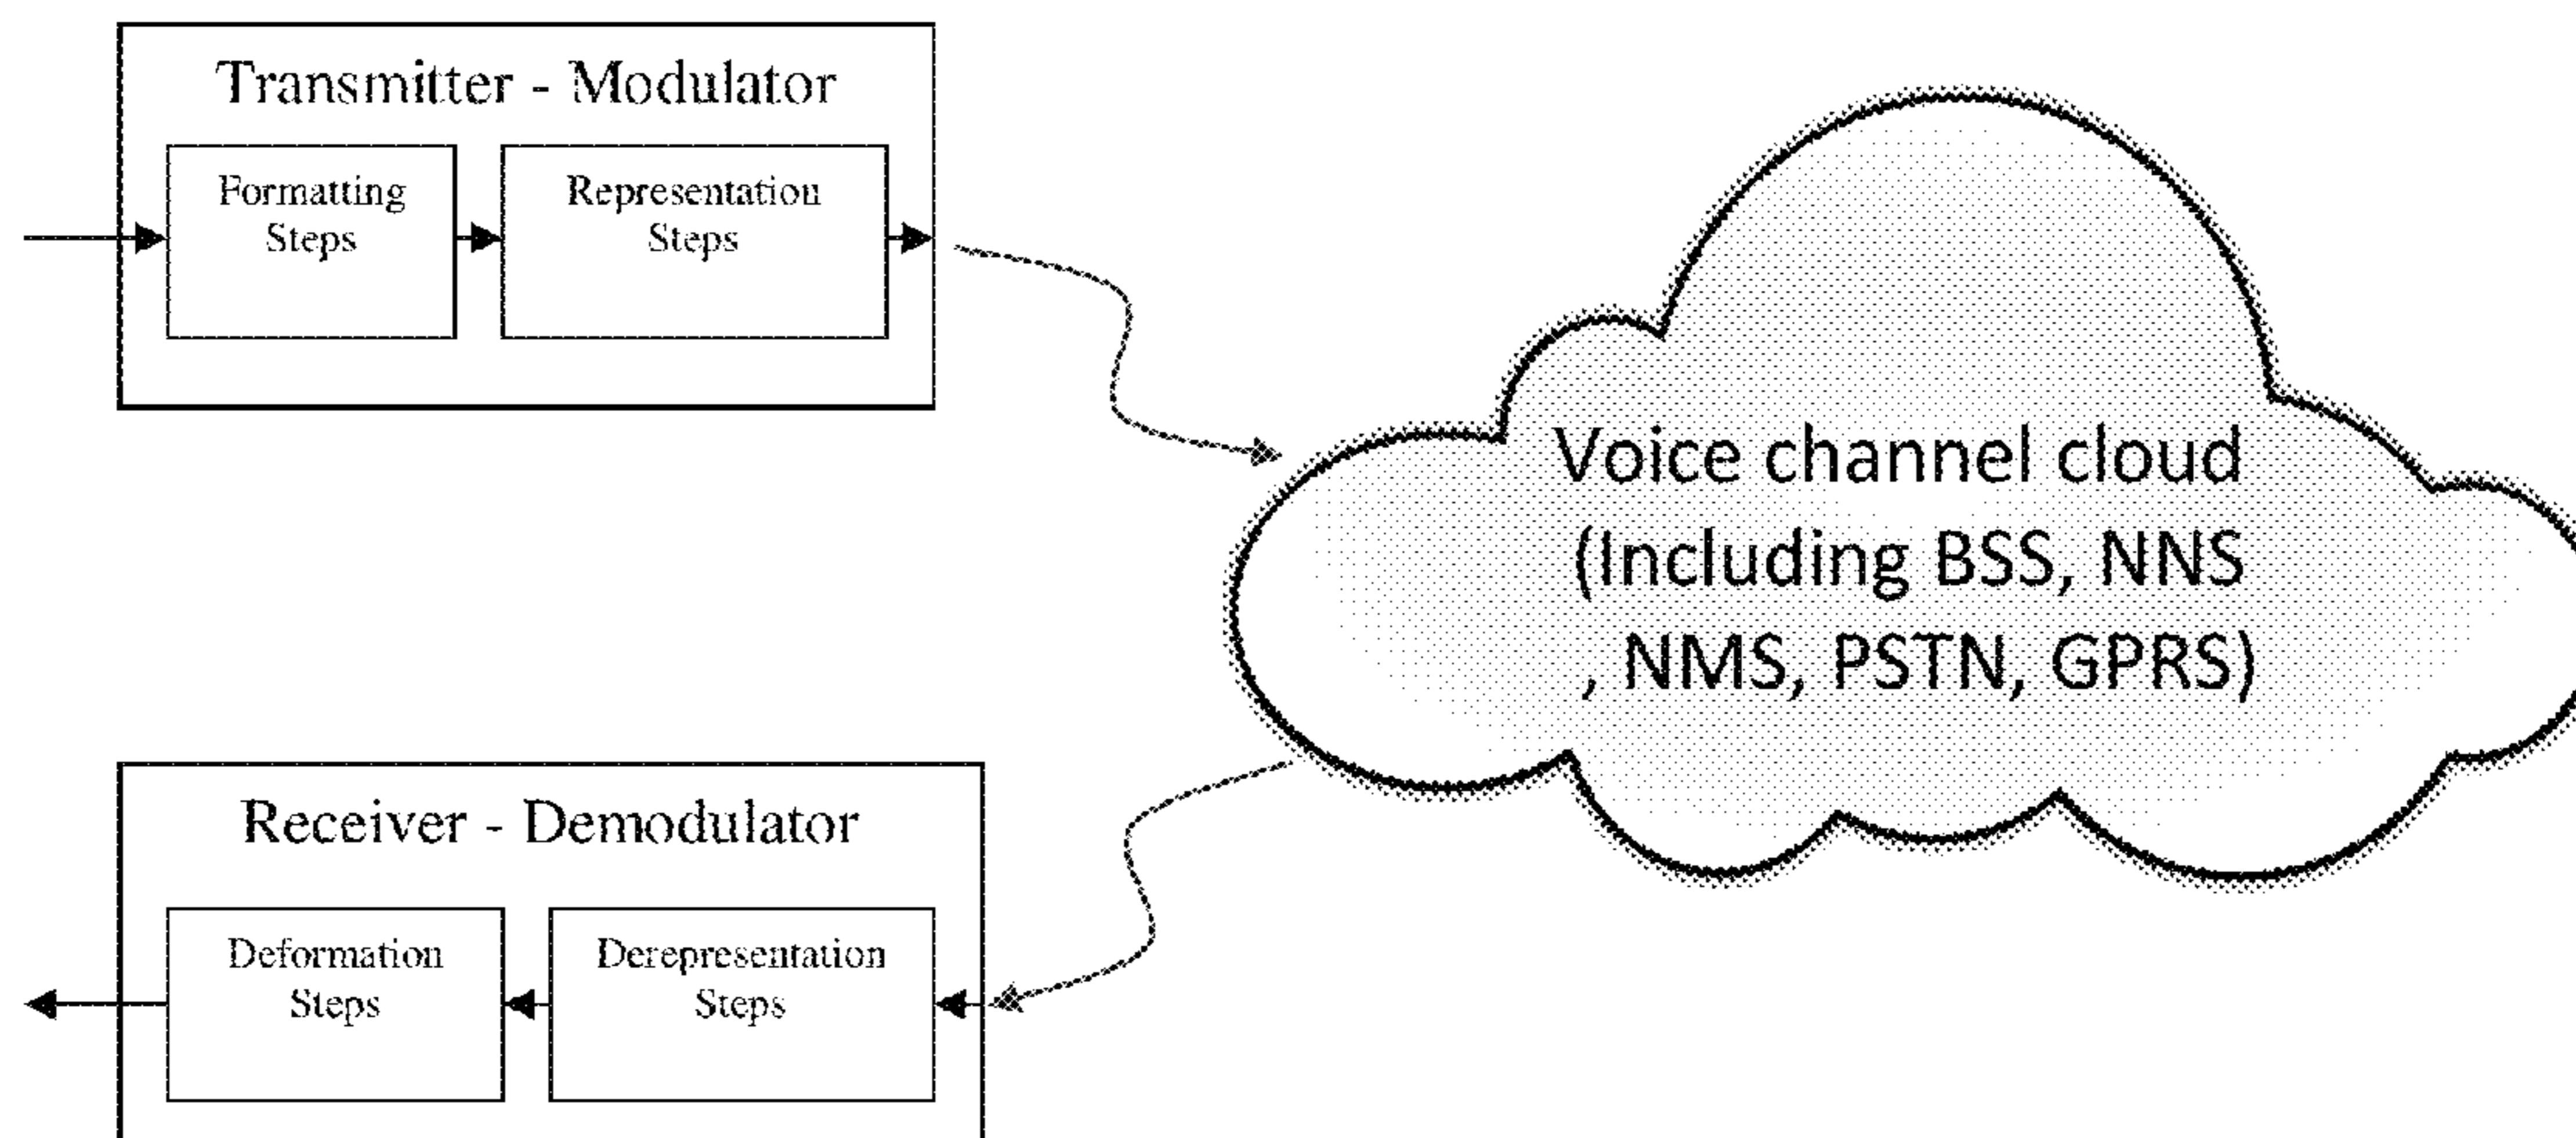 Transmitter - Modulator
Formatting
Steps
Representation
Steps
Voice channel cloud
(Including BSS, NNS
, NMS, PSTN, GPRS)
Receiver - Demodulator
Deformation
Steps
Derepresentation
Steps